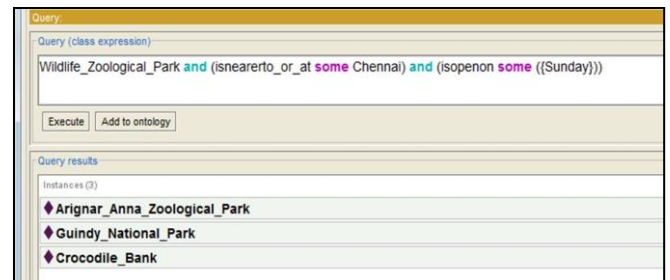 Query:
Query (class expression)
Wildlife_Zoological_Park and (isnearerto_or_at some Chennai) and (isopenon some ({Sunday}))
Execute Add to ontology
Query results
Instances (3)
Arignar_Anna_Zoological_Park
Guindy_National_Park
Crocodile_Bank